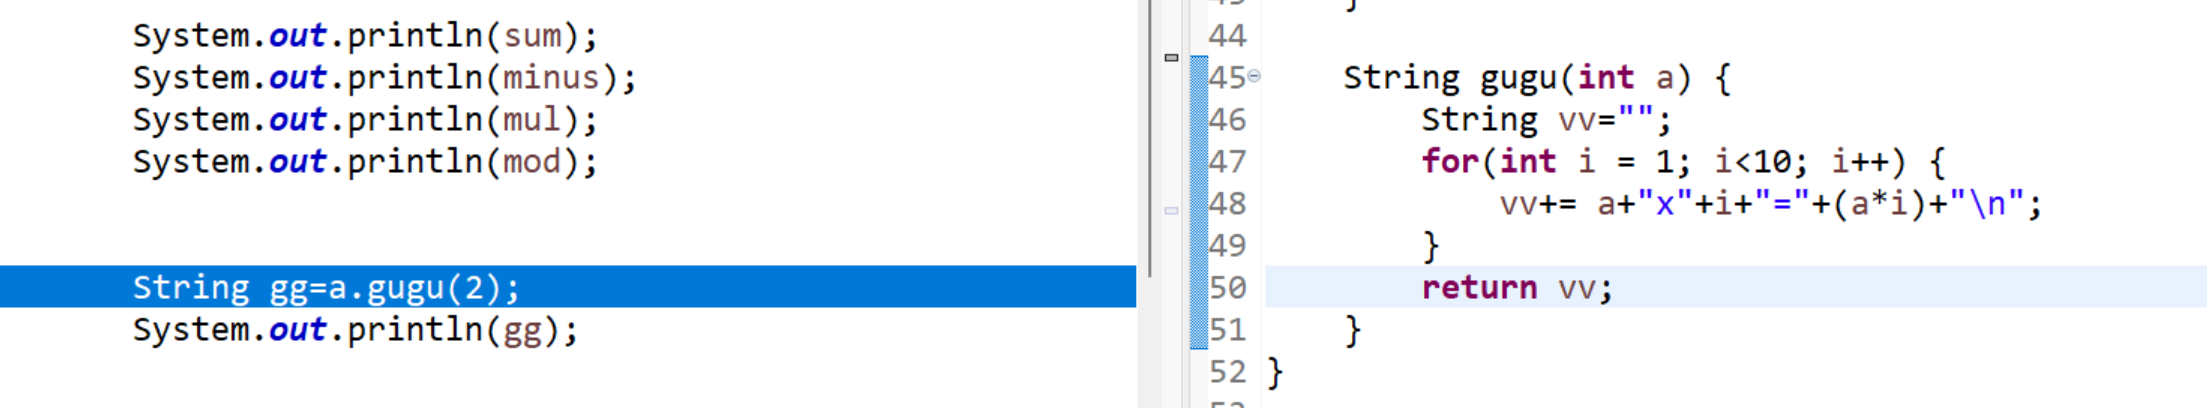 System.out.println(sum);
System.out.println(minus);
System.out.println(mul);
System.out.println(mod);
String gg=a.gugu(2);
System.out.println(gg);
}
44
45 String gugu(int a) {
46 String vv="";
47 for(int i = 1; i<10; i++) {
48 vv+= a+"x"+i+"="+(a*i)+"\n";
49 }
50 return vv;
51 }
52 }